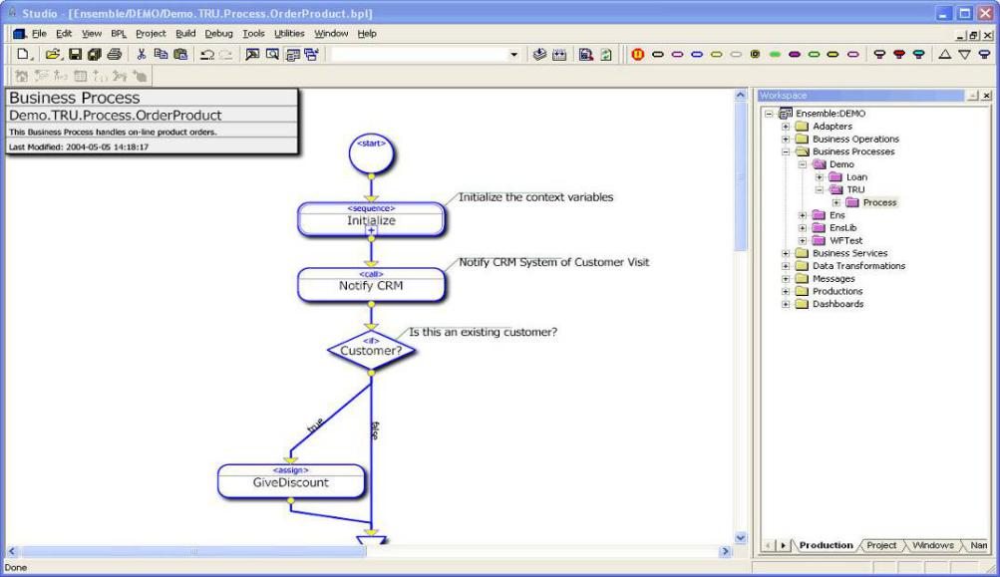 Studio - [Ensemble/DEMO/Demo.TRU.Process.OrderProduct.bpl]
File Edit View BPL Project Build Debug Tools Utilities Window Help
Business Process
Demo.TRU.Process.OrderProduct
This Business Process handles on-line product orders.
Last Modified: 2004-05-05 14:18:17
<start>
Initialize the context variables
<sequence>
Initialize
Notify CRM System of Customer Visit
<call>
Notify CRM
Is this an existing customer?
<if>
Customer?
true
false
<assign>
GiveDiscount
Workspace
Ensemble:DEMO
Adapters
Business Operations
Business Processes
Demo
Loan
TRU
Process
Ens
EnsLib
WFTest
Business Services
Data Transformations
Messages
Productions
Dashboards
Production Project Windows Nan
Done